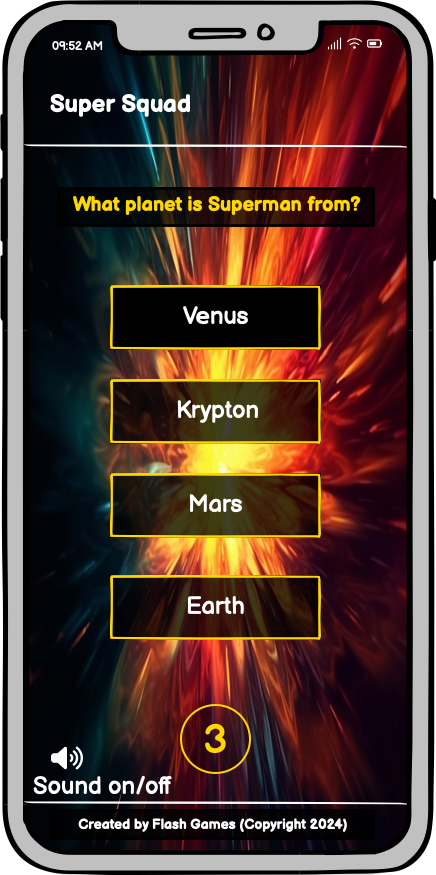 09:52 AM
Super Squad
What planet is Superman from?
Venus
Krypton
Mars
Earth
3
Sound on/off
Created by Flash Games (Copyright 2024)